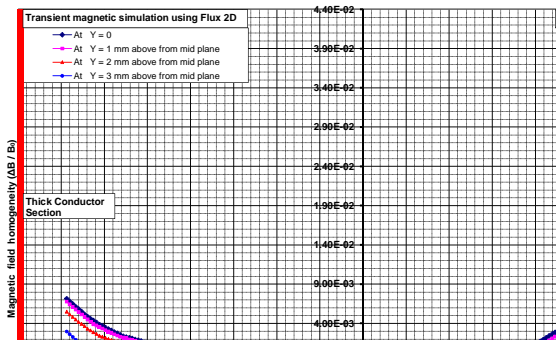 Transient magnetic simulation using Flux 2D
At Y = 0
At Y = 1 mm above from mid plane
At Y = 2 mm above from mid plane
At Y = 3 mm above from mid plane
Magnetic field homogeneity (ΔB / B₀)
Thick Conductor
Section
4.40E-02
3.90E-02
3.40E-02
2.90E-02
2.40E-02
1.90E-02
1.40E-02
9.00E-03
4.00E-03